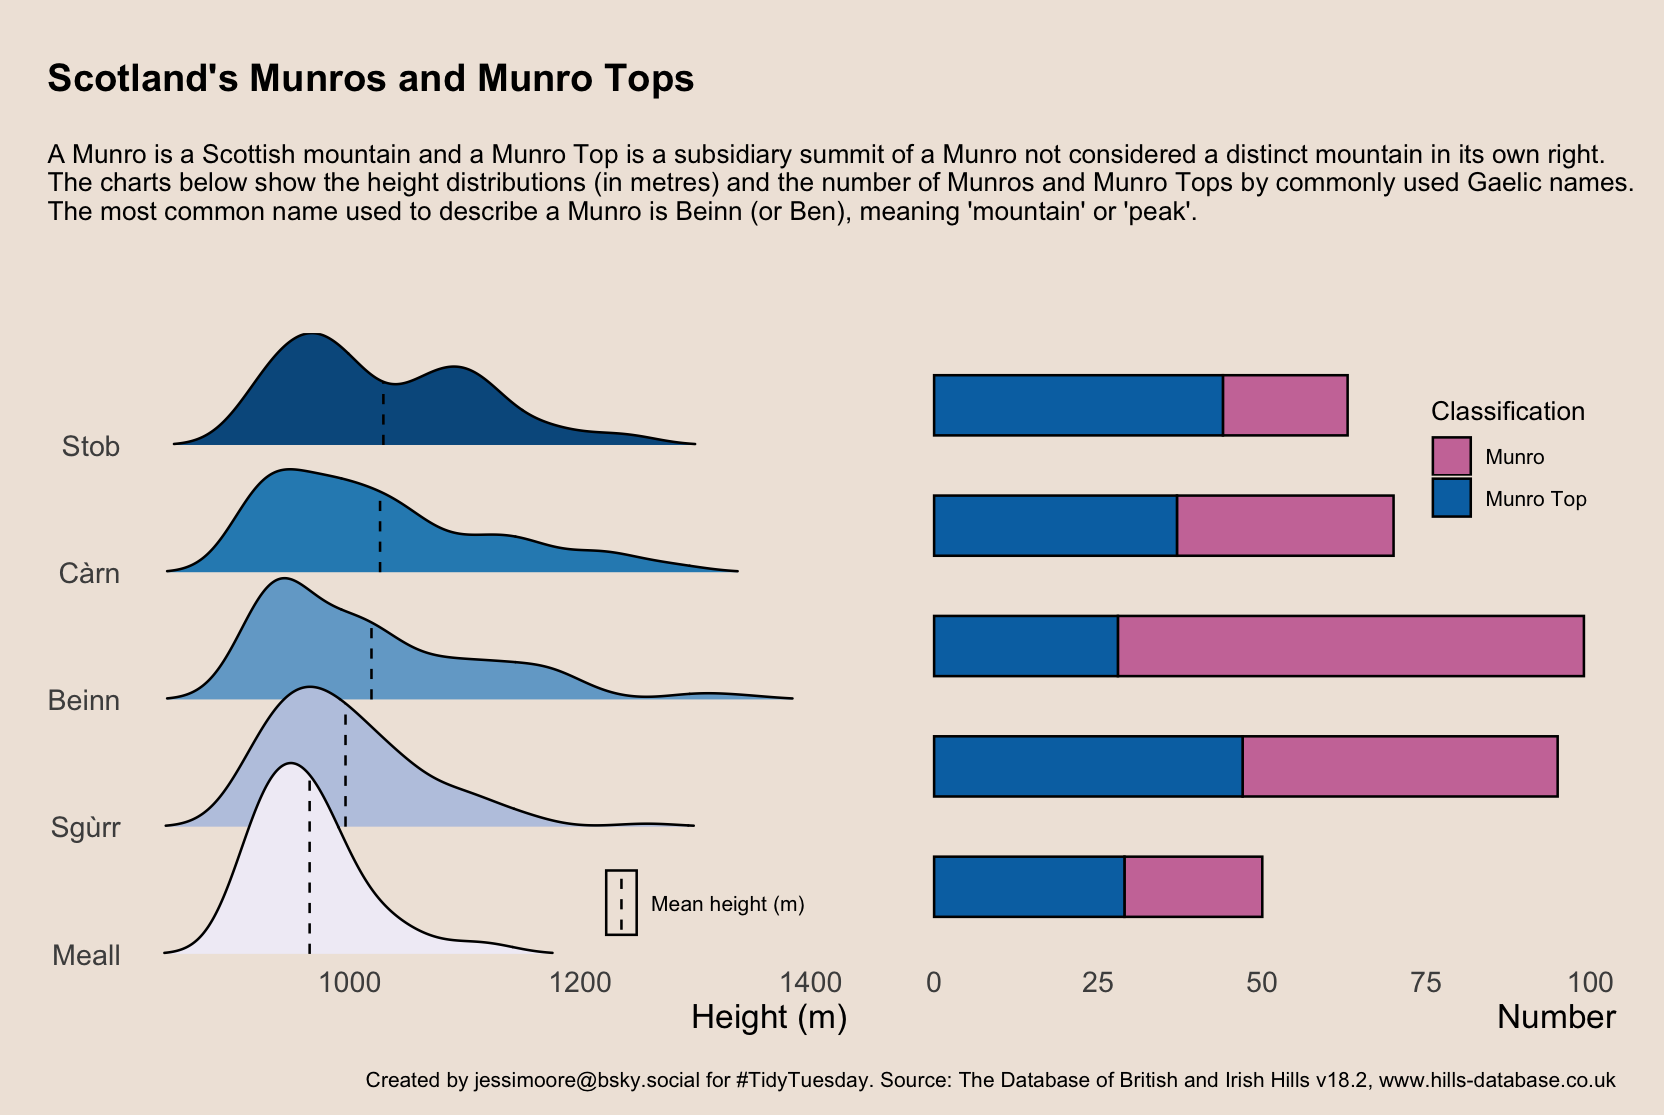 Scotland's Munros and Munro Tops
A Munro is a Scottish mountain and a Munro Top is a subsidiary summit of a Munro not considered a distinct mountain in its own right.
The charts below show the height distributions (in metres) and the number of Munros and Munro Tops by commonly used Gaelic names.
The most common name used to describe a Munro is Beinn (or Ben), meaning 'mountain' or 'peak'.
Stob
Càrn
Beinn
Sgùrr
Meall
Mean height (m)
1000 1200 1400
Height (m)
Classification
Munro
Munro Top
0 25 50 75 100
Number
Created by jessimoore@bsky.social for #TidyTuesday. Source: The Database of British and Irish Hills v18.2, www.hills-database.co.uk